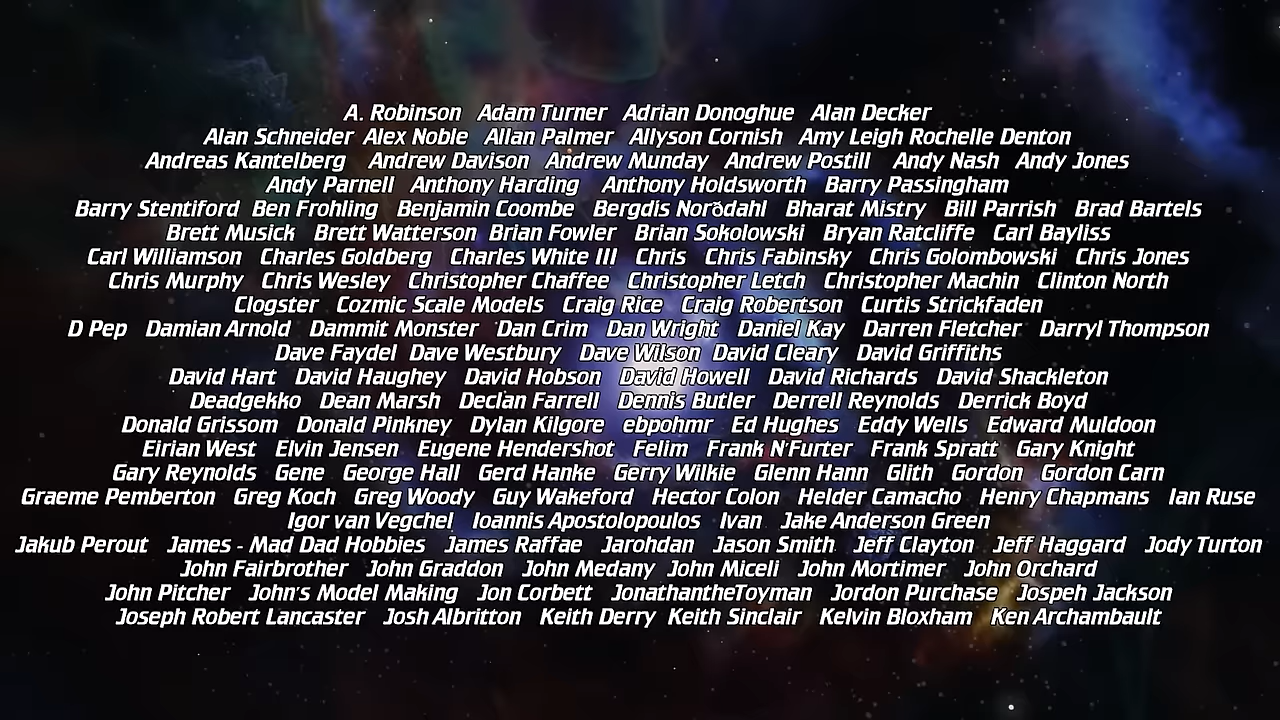 A. Robinson Adam Turner Adrian Donoghue Alan Decker
Alan Schneider Alex Noble Allan Palmer Allyson Cornish Amy Leigh Rochelle Denton
Andreas Kantelberg Andrew Davison Andrew Munday Andrew Postill Andy Nash Andy Jones
Andy Parnell Anthony Harding Anthony Holdsworth Barry Passingham
Barry Stentiford Ben Frohling Benjamin Coombe Bergdis Norðdahl Bharat Mistry Bill Parrish Brad Bartels
Brett Musick Brett Watterson Brian Fowler Brian Sokolowski Bryan Ratcliffe Carl Bayliss
Carl Williamson Charles Goldberg Charles White III Chris Chris Fabinsky Chris Golombowski Chris Jones
Chris Murphy Chris Wesley Christopher Chaffee Christopher Letch Christopher Machin Clinton North
Clogster Cozmic Scale Models Craig Rice Craig Robertson Curtis Strickfaden
D Pep Damian Arnold Dammit Monster Dan Crim Dan Wright Daniel Kay Darren Fletcher Darryl Thompson
Dave Faydel Dave Westbury Dave Wilson David Cleary David Griffiths
David Hart David Haughey David Hobson David Howell David Richards David Shackleton
Deadgekko Dean Marsh Declan Farrell Dennis Butler Derrell Reynolds Derrick Boyd
Donald Grissom Donald Pinkney Dylan Kilgore ebpohmr Ed Hughes Eddy Wells Edward Muldoon
Eirian West Elvin Jensen Eugene Hendershot Felim Frank N'Furter Frank Spratt Gary Knight
Gary Reynolds Gene George Hall Gerd Hanke Gerry Wilkie Glenn Hann Glith Gordon Gordon Carn
Graeme Pemberton Greg Koch Greg Woody Guy Wakeford Hector Colon Helder Camacho Henry Chapmans Ian Ruse
Igor van Vegchel Ioannis Apostolopoulos Ivan Jake Anderson Green
Jakub Perout James - Mad Dad Hobbies James Raffae Jarohdan Jason Smith Jeff Clayton Jeff Haggard Jody Turton
John Fairbrother John Graddon John Medany John Miceli John Mortimer John Orchard
John Pitcher John's Model Making Jon Corbett JonathantheToyman Jordon Purchase Jospeh Jackson
Joseph Robert Lancaster Josh Albritton Keith Derry Keith Sinclair Kelvin Bloxham Ken Archambault